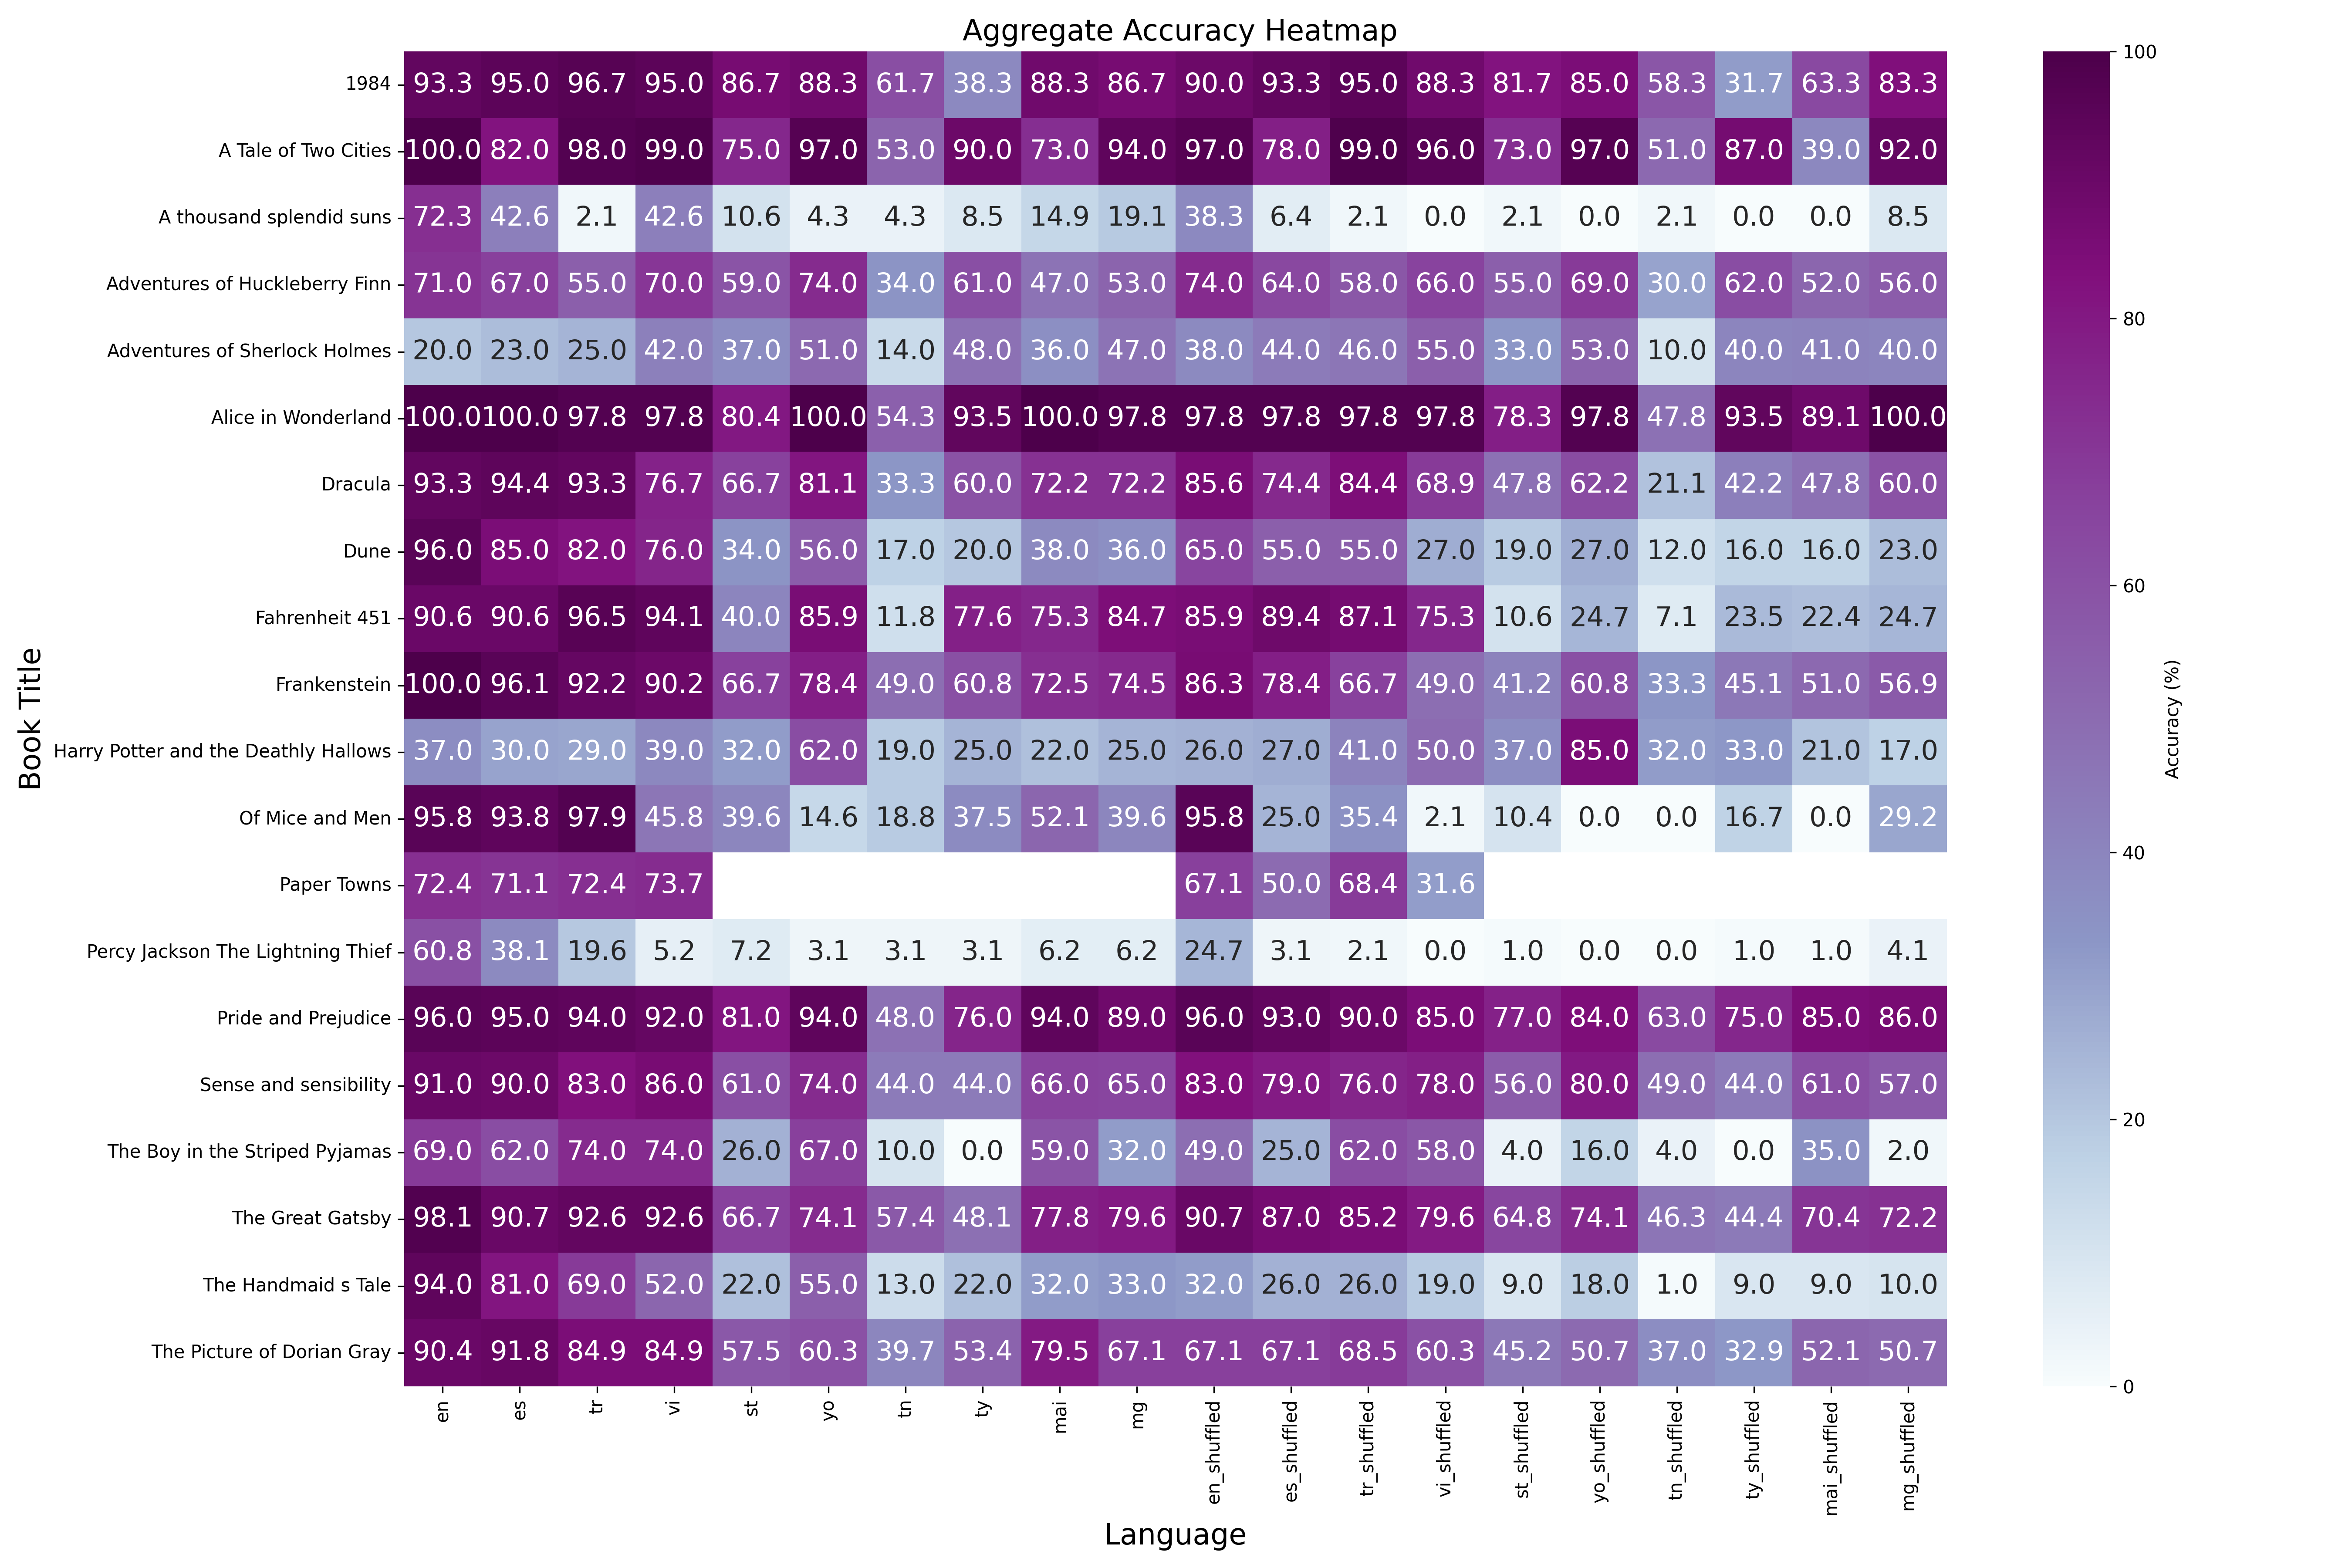 Aggregate Accuracy Heatmap
1984 93.3 95.0 96.7 95.0 86.7 88.3 61.7 38.3 88.3 86.7 90.0 93.3 95.0 88.3 81.7 85.0 58.3 31.7 63.3 83.3
A Tale of Two Cities 100.0 82.0 98.0 99.0 75.0 97.0 53.0 90.0 73.0 94.0 97.0 78.0 99.0 96.0 73.0 97.0 51.0 87.0 39.0 92.0
A thousand splendid suns 72.3 42.6 2.1 42.6 10.6 4.3 4.3 8.5 14.9 19.1 38.3 6.4 2.1 0.0 2.1 0.0 2.1 0.0 0.0 8.5
Adventures of Huckleberry Finn 71.0 67.0 55.0 70.0 59.0 74.0 34.0 61.0 47.0 53.0 74.0 64.0 58.0 66.0 55.0 69.0 30.0 62.0 52.0 56.0
Adventures of Sherlock Holmes 20.0 23.0 25.0 42.0 37.0 51.0 14.0 48.0 36.0 47.0 38.0 44.0 46.0 55.0 33.0 53.0 10.0 40.0 41.0 40.0
Alice in Wonderland 100.0 100.0 97.8 97.8 80.4 100.0 54.3 93.5 100.0 97.8 97.8 97.8 97.8 97.8 78.3 97.8 47.8 93.5 89.1 100.0
Dracula 93.3 94.4 93.3 76.7 66.7 81.1 33.3 60.0 72.2 72.2 85.6 74.4 84.4 68.9 47.8 62.2 21.1 42.2 47.8 60.0
Dune 96.0 85.0 82.0 76.0 34.0 56.0 17.0 20.0 38.0 36.0 65.0 55.0 55.0 27.0 19.0 27.0 12.0 16.0 16.0 23.0
Fahrenheit 451 90.6 90.6 96.5 94.1 40.0 85.9 11.8 77.6 75.3 84.7 85.9 89.4 87.1 75.3 10.6 24.7 7.1 23.5 22.4 24.7
Frankenstein 100.0 96.1 92.2 90.2 66.7 78.4 49.0 60.8 72.5 74.5 86.3 78.4 66.7 49.0 41.2 60.8 33.3 45.1 51.0 56.9
Harry Potter and the Deathly Hallows 37.0 30.0 29.0 39.0 32.0 62.0 19.0 25.0 22.0 25.0 26.0 27.0 41.0 50.0 37.0 85.0 32.0 33.0 21.0 17.0
Of Mice and Men 95.8 93.8 97.9 45.8 39.6 14.6 18.8 37.5 52.1 39.6 95.8 25.0 35.4 2.1 10.4 0.0 0.0 16.7 0.0 29.2
Paper Towns 72.4 71.1 72.4 73.7 67.1 50.0 68.4 31.6
Percy Jackson The Lightning Thief 60.8 38.1 19.6 5.2 7.2 3.1 3.1 3.1 6.2 6.2 24.7 3.1 2.1 0.0 1.0 0.0 0.0 1.0 1.0 4.1
Pride and Prejudice 96.0 95.0 94.0 92.0 81.0 94.0 48.0 76.0 94.0 89.0 96.0 93.0 90.0 85.0 77.0 84.0 63.0 75.0 85.0 86.0
Sense and sensibility 91.0 90.0 83.0 86.0 61.0 74.0 44.0 44.0 66.0 65.0 83.0 79.0 76.0 78.0 56.0 80.0 49.0 44.0 61.0 57.0
The Boy in the Striped Pyjamas 69.0 62.0 74.0 74.0 26.0 67.0 10.0 0.0 59.0 32.0 49.0 25.0 62.0 58.0 4.0 16.0 4.0 0.0 35.0 2.0
The Great Gatsby 98.1 90.7 92.6 92.6 66.7 74.1 57.4 48.1 77.8 79.6 90.7 87.0 85.2 79.6 64.8 74.1 46.3 44.4 70.4 72.2
The Handmaid s Tale 94.0 81.0 69.0 52.0 22.0 55.0 13.0 22.0 32.0 33.0 32.0 26.0 26.0 19.0 9.0 18.0 1.0 9.0 9.0 10.0
The Picture of Dorian Gray 90.4 91.8 84.9 84.9 57.5 60.3 39.7 53.4 79.5 67.1 67.1 67.1 68.5 60.3 45.2 50.7 37.0 32.9 52.1 50.7
en es tr vi st yo tn ty mai mg en_shuffled es_shuffled tr_shuffled vi_shuffled st_shuffled yo_shuffled tn_shuffled ty_shuffled mai_shuffled mg_shuffled
Language
Book Title
100
80
60
40
20
0
Accuracy (%)